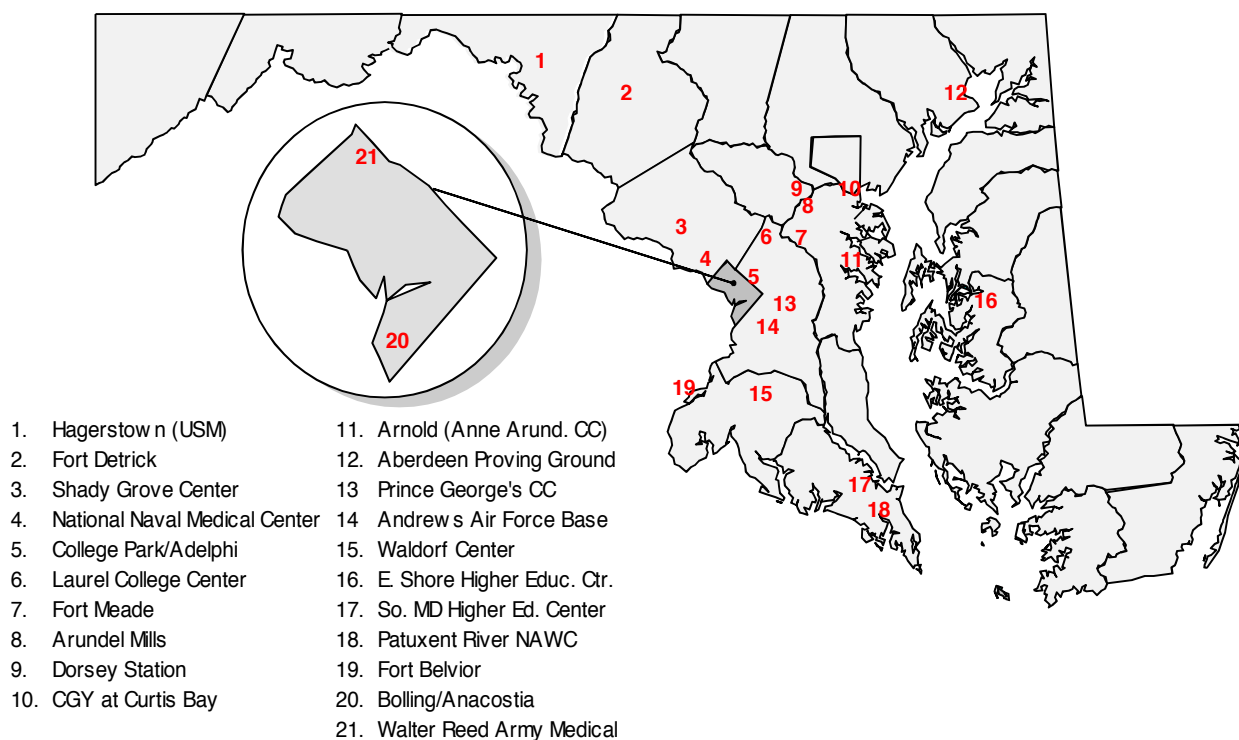 1
2
12
21
9
10
8
3
6
7
4
11
5
16
13
14
20
19
15
17
18
1. Hagerstown (USM)
2. Fort Detrick
3. Shady Grove Center
4. National Naval Medical Center
5. College Park/Adelphi
6. Laurel College Center
7. Fort Meade
8. Arundel Mills
9. Dorsey Station
10. CGY at Curtis Bay
11. Arnold (Anne Arund. CC)
12. Aberdeen Proving Ground
13 Prince George's CC
14 Andrews Air Force Base
15. Waldorf Center
16. E. Shore Higher Educ. Ctr.
17. So. MD Higher Ed. Center
18. Patuxent River NAWC
19. Fort Belvior
20. Bolling/Anacostia
21. Walter Reed Army Medical